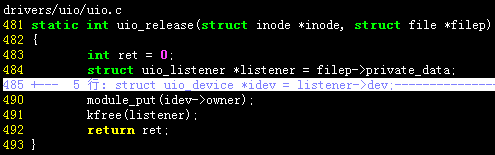 drivers/uio/uio.c
481 static int uio_release(struct inode *inode, struct file *filep)
482 {
483         int ret = 0;
484         struct uio_listener *listener = filep->private_data;
485 +---  5 行: struct uio_device *idev = listener->dev;---------------
490         module_put(idev->owner);
491         kfree(listener);
492         return ret;
493 }